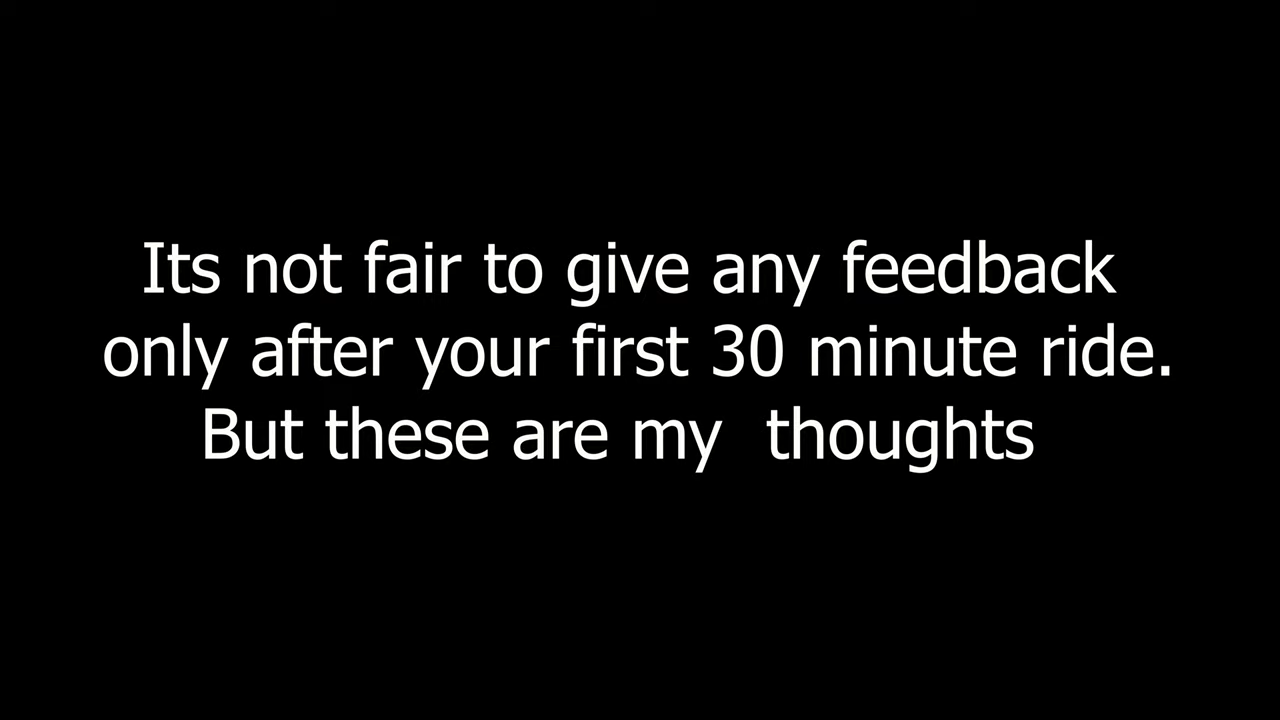 Its not fair to give any feedback
only after your first 30 minute ride.
But these are my  thoughts